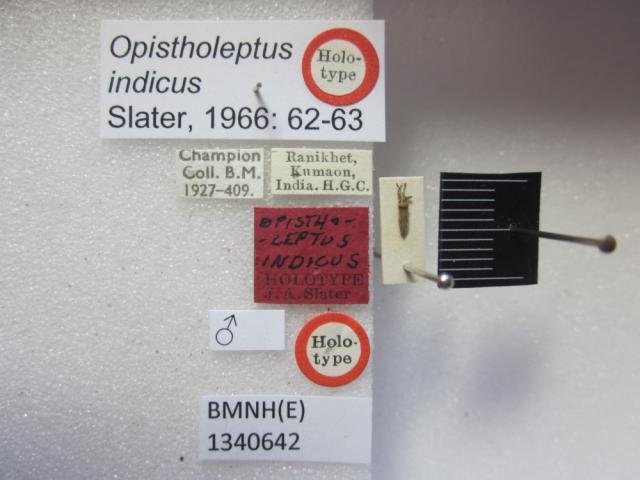 Opistholeptus
indicus
Slater, 1966: 62-63
Holo-
type
Champion
Coll. B.M.
1927–409.
Ranikhet,
Kumaon,
India. H.G.C.
OPISTHO-
-LEPTUS
INDICUS
HOLOTYPE
J. A. Slater
♂
Holo-
type
BMNH(E)
1340642